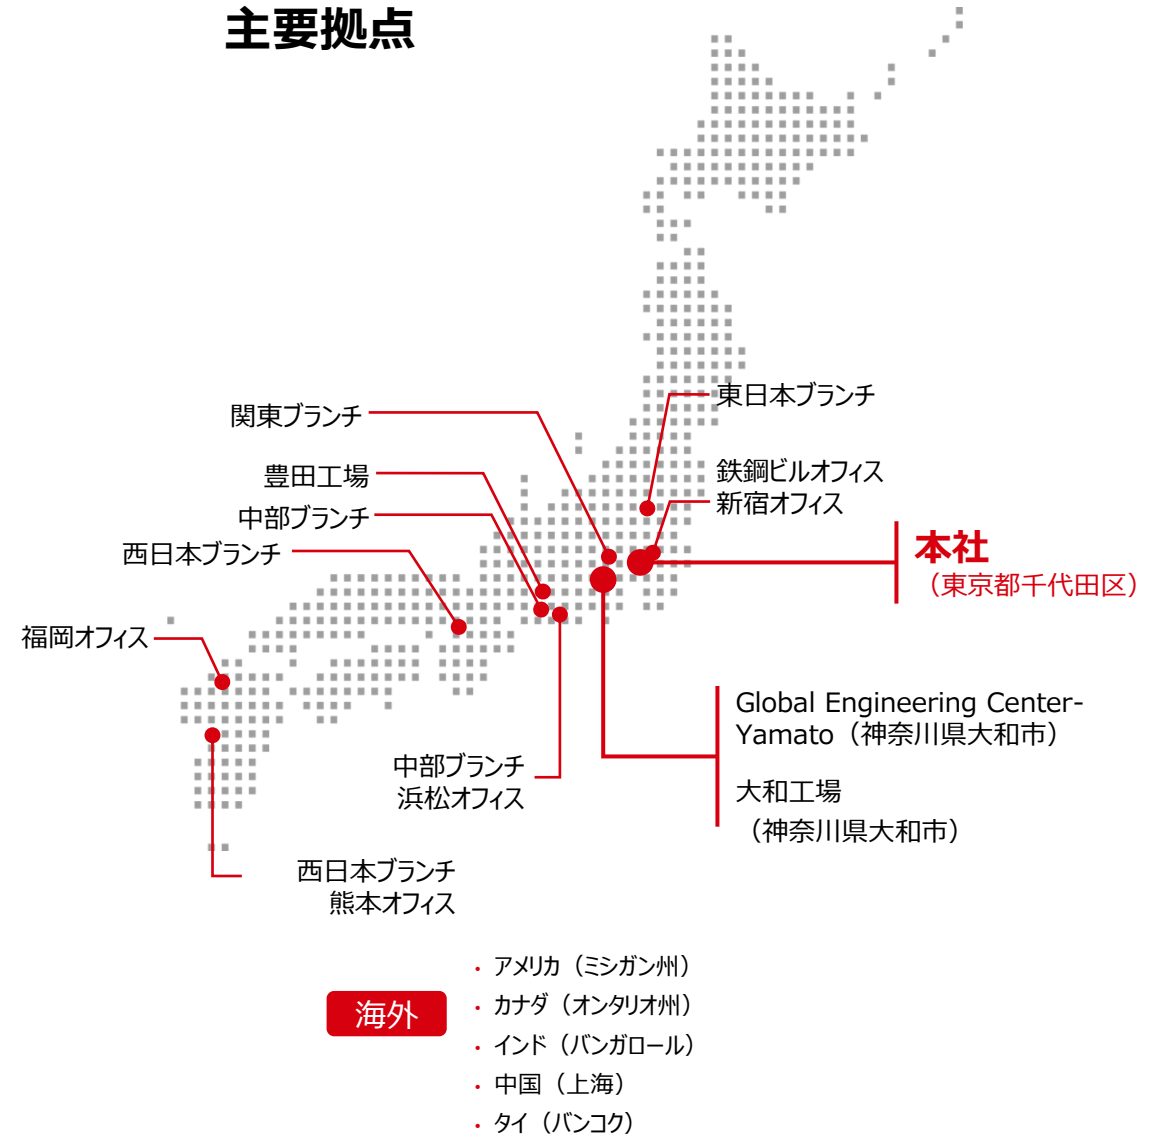 主要拠点
東日本ブランチ
関東ブランチ
豊田工場
鉄鋼ビルオフィス
新宿オフィス
中部ブランチ
西日本ブランチ
本社
（東京都千代田区）
福岡オフィス
Global Engineering Center-
Yamato（神奈川県大和市）
中部ブランチ
浜松オフィス
大和工場
（神奈川県大和市）
西日本ブランチ
熊本オフィス
海外
・アメリカ（ミシガン州）
・カナダ（オンタリオ州）
・インド（バンガロール）
・中国（上海）
・タイ（バンコク）